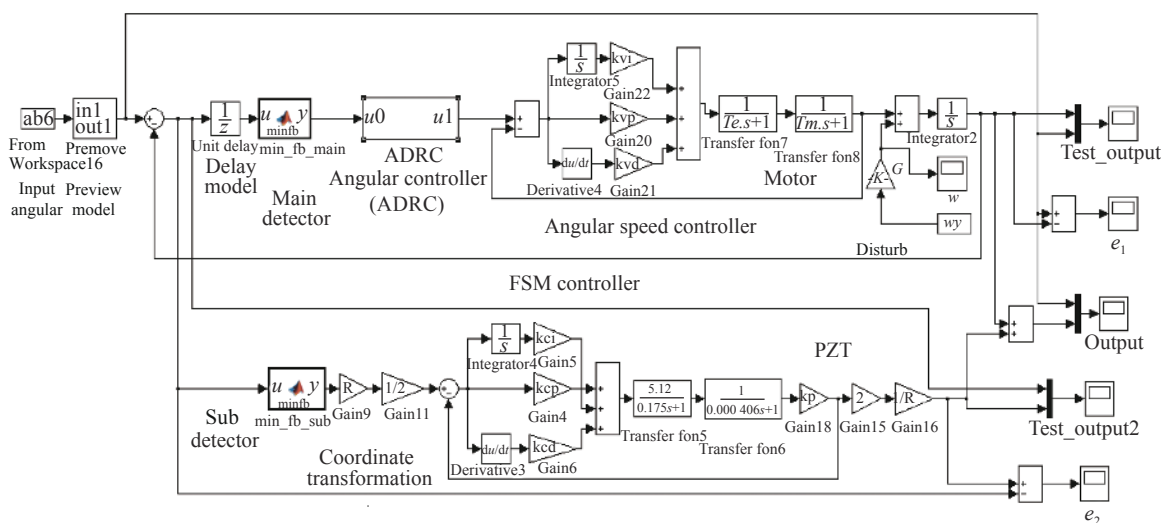 ab6
From
Workspace16
in1
out1
Premove
Input
angular
Preview
model
+
-
1
z
Unit delay
Delay
model
u y
minfb
min_fb_main
Main
detector
u0 u1
ADRC
Angular controller
(ADRC)
+
-
1
s
Integrator5
kvi
Gain22
kvp
Gain20
du/dt
Derivative4
kvd
Gain21
+
+
+
1
Te.s+1
Transfer fon7
1
Tm.s+1
Transfer fon8
Motor
+
+
1
s
Integrator2
-K-
G
w
wy
Disturb
Angular speed controller
Test_output
+
-
e1
FSM controller
+
+
Output
u y
minfb
min_fb_sub
Sub
detector
R
Gain9
1/2
Gain11
Coordinate
transformation
+
-
1
s
Integrator4
kci
Gain5
kcp
Gain4
du/dt
Derivative3
kcd
Gain6
+
+
+
5.12
0.175s+1
Transfer fon5
1
0.000 406s+1
Transfer fon6
PZT
kp
Gain18
2
Gain15
1/R
Gain16
Test_output2
+
-
e2